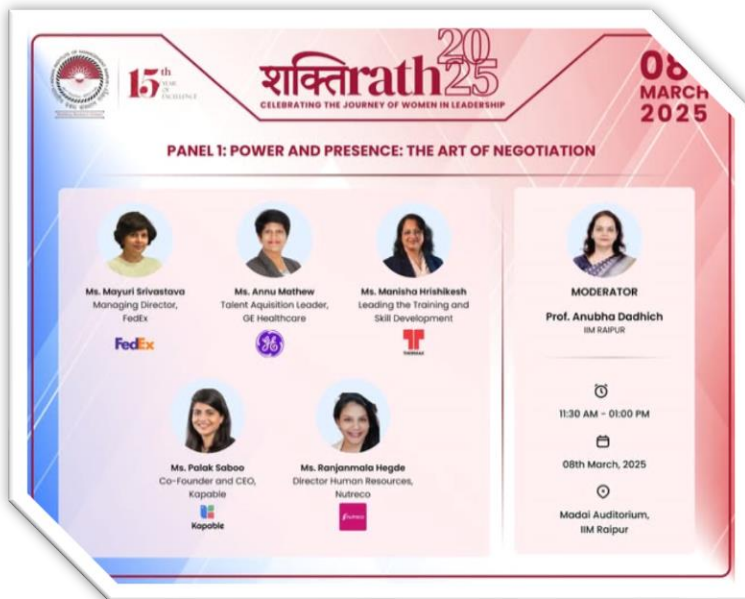 15th
YEAR
OF
EXCELLENCE
शक्तिrath 2025
CELEBRATING THE JOURNEY OF WOMEN IN LEADERSHIP
08
MARCH
2025
PANEL 1: POWER AND PRESENCE: THE ART OF NEGOTIATION
Ms. Mayuri Srivastava
Managing Director,
FedEx
FedEx
Ms. Annu Mathew
Talent Aquisition Leader,
GE Healthcare
Ms. Manisha Hrishikesh
Leading the Training and
Skill Development
THERMAX
Ms. Palak Saboo
Co-Founder and CEO,
Kapable
Kapable
Ms. Ranjanmala Hegde
Director Human Resources,
Nutreco
nutreco
MODERATOR
Prof. Anubha Dadhich
IIM RAIPUR
11:30 AM - 01:00 PM
08th March, 2025
Madai Auditorium,
IIM Raipur